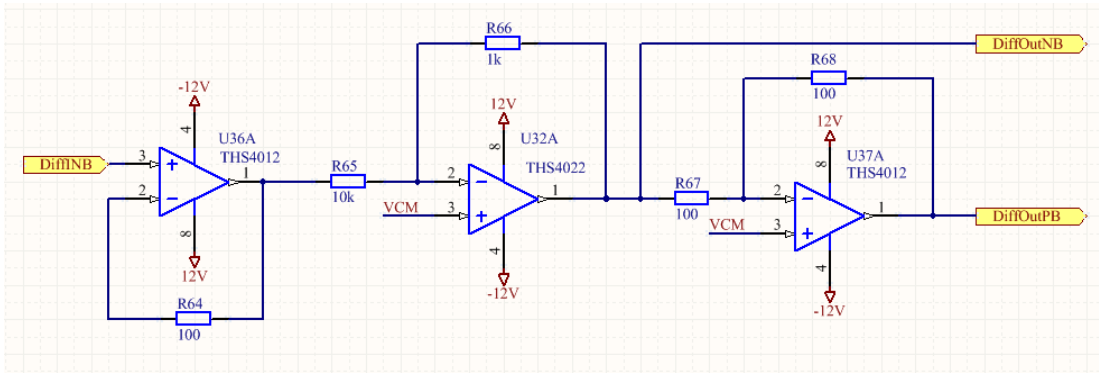 R66
1k
DiffOutNB
R68
100
-12V
4
U36A
THS4012
12V
8
U32A
THS4022
12V
8
U37A
THS4012
DiffINB
3
2
1
R65
10k
2
3
1
VCM
R67
100
2
3
1
VCM
DiffOutPB
8
12V
4
-12V
4
-12V
R64
100